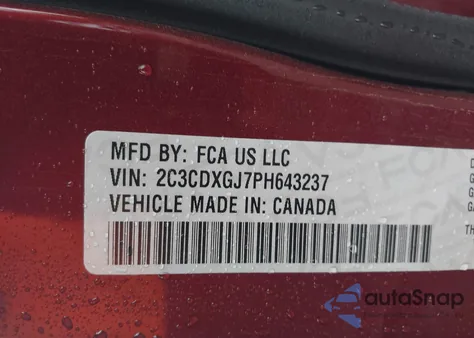 MFD BY: FCA US LLC
VIN: 2C3CDXGJ7PH643237
VEHICLE MADE IN: CANADA
autoSnap